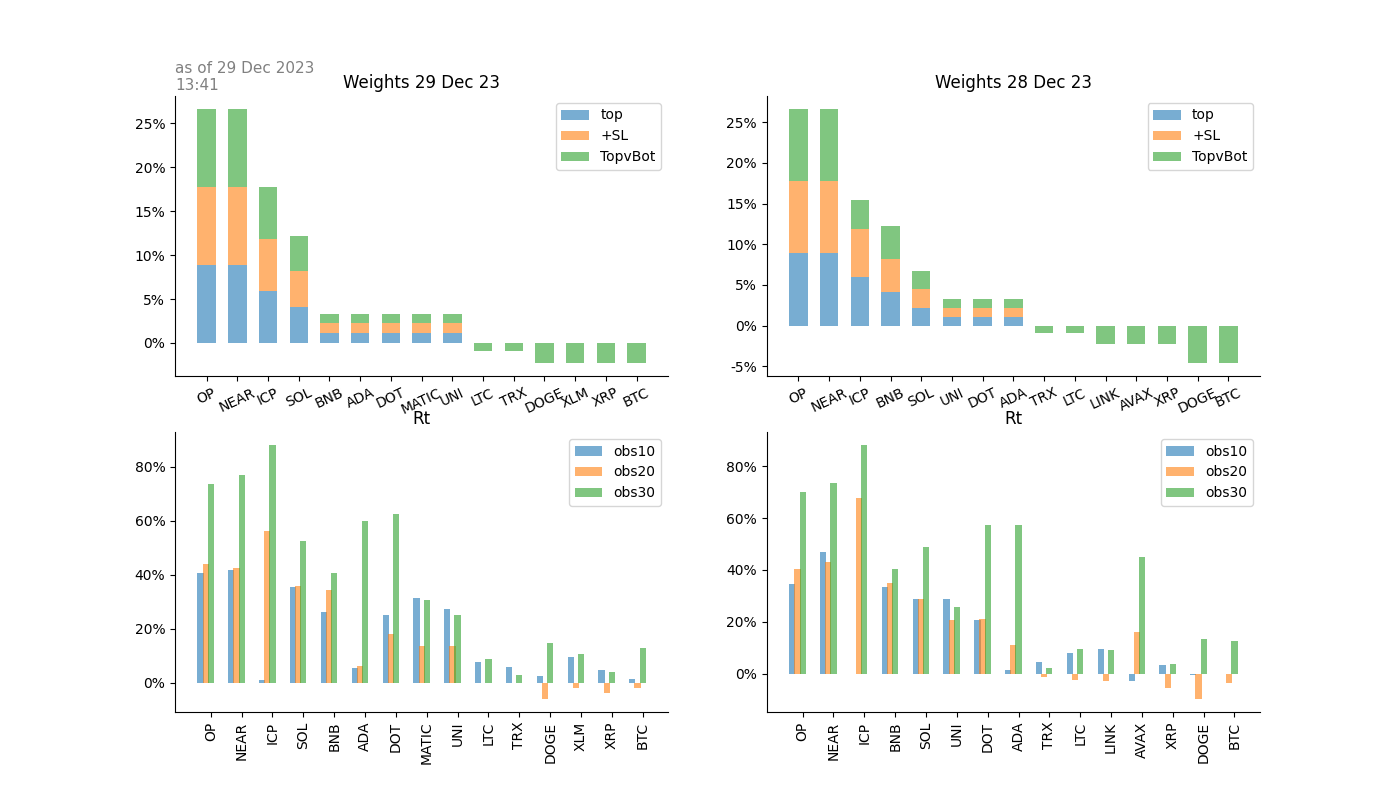 as of 29 Dec 2023
13:41
Weights 29 Dec 23
25%
20%
15%
10%
5%
0%
top
+SL
TopvBot
OP
NEAR
ICP
SOL
BNB
ADA
DOT
MATIC
UNI
LTC
TRX
DOGE
XLM
XRP
BTC
Weights 28 Dec 23
25%
20%
15%
10%
5%
0%
-5%
top
+SL
TopvBot
OP
NEAR
ICP
BNB
SOL
UNI
DOT
ADA
TRX
LTC
LINK
AVAX
XRP
DOGE
BTC
Rt
80%
60%
40%
20%
0%
obs10
obs20
obs30
OP
NEAR
ICP
SOL
BNB
ADA
DOT
MATIC
UNI
LTC
TRX
DOGE
XLM
XRP
BTC
Rt
80%
60%
40%
20%
0%
obs10
obs20
obs30
OP
NEAR
ICP
BNB
SOL
UNI
DOT
ADA
TRX
LTC
LINK
AVAX
XRP
DOGE
BTC